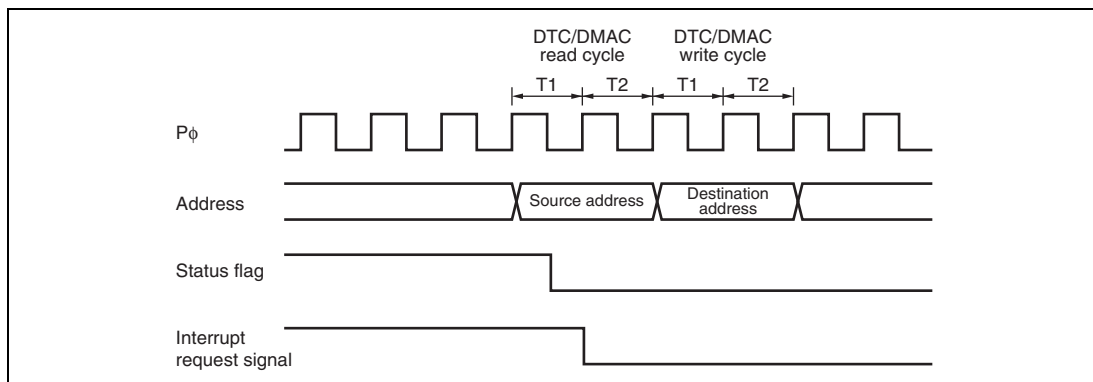 DTC/DMAC
read cycle
DTC/DMAC
write cycle
T1
T2
T1
T2
Pϕ
Address
Source address
Destination
address
Status flag
Interrupt
request signal